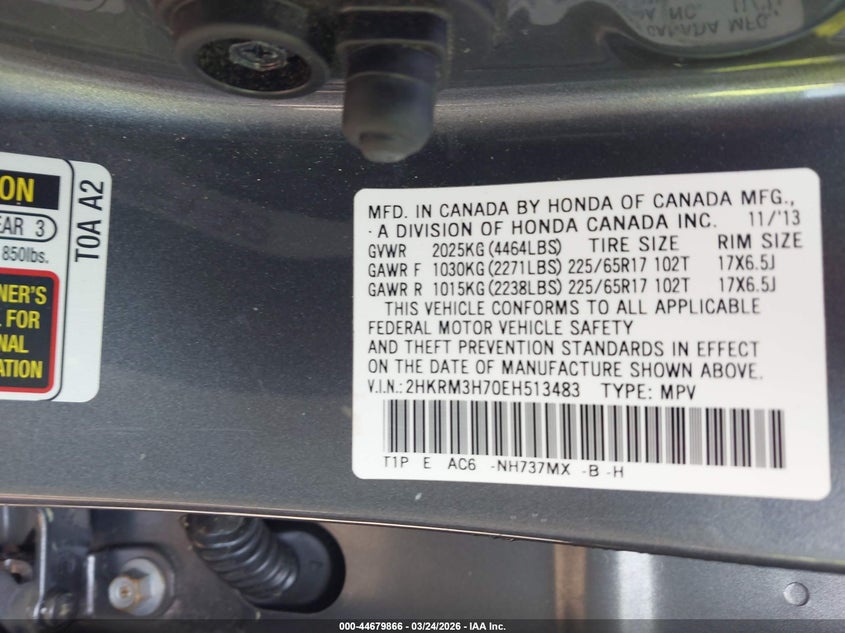 ON
EAR 3
850lbs.
NER'S
L FOR
NAL
ATION
TOA A2
MFD. IN CANADA BY HONDA OF CANADA MFG.,
A DIVISION OF HONDA CANADA INC. 11/'13
GVWR 2025KG(4464LBS) TIRE SIZE RIM SIZE
GAWR F 1030KG(2271LBS) 225/65R17 102T 17X6.5J
GAWR R 1015KG(2238LBS) 225/65R17 102T 17X6.5J
THIS VEHICLE CONFORMS TO ALL APPLICABLE
FEDERAL MOTOR VEHICLE SAFETY
AND THEFT PREVENTION STANDARDS IN EFFECT
ON THE DATE OF MANUFACTURE SHOWN ABOVE.
V.I.N.: 2HKRM3H70EH513483 TYPE: MPV
T1P E AC6 -NH737MX -B -H
000-44679866 - 03/24/2026 - IAA Inc.